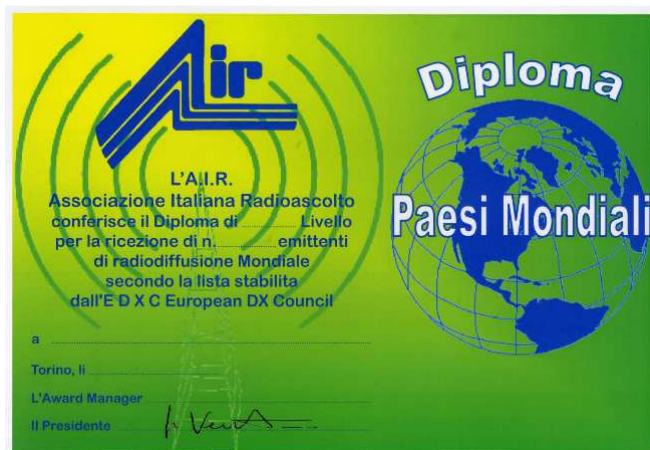 Air
Diploma
Paesi Mondiali
L'A.I.R.
Associazione Italiana Radioascolto
conferisce il Diploma di ............ Livello
per la ricezione di n. ............ emittenti
di radiodiffusione Mondiale
secondo la lista stabilita
dall'E D X C European DX Council
a
Torino, lì
L'Award Manager
Il Presidente